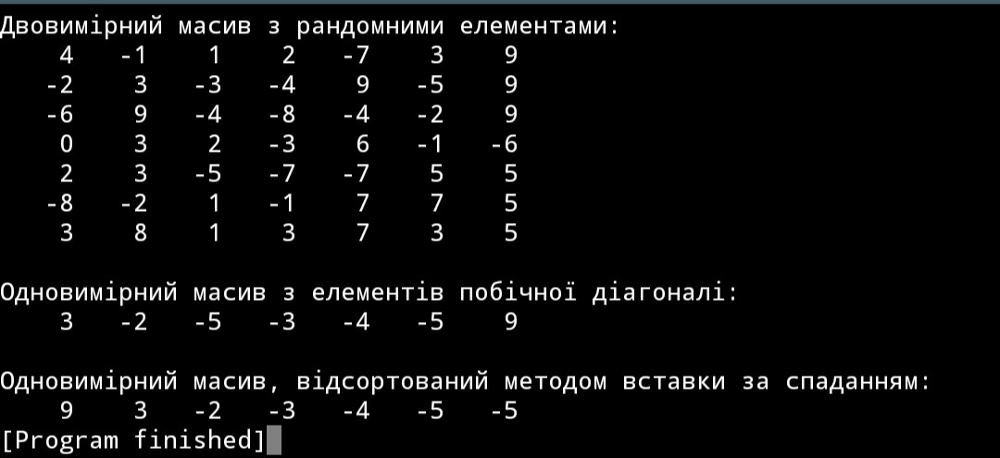 Двовимірний масив з рандомними елементами:
4 -1 1 2 -7 3 9
-2 3 -3 -4 9 -5 9
-6 9 -4 -8 -4 -2 9
0 3 2 -3 6 -1 -6
2 3 -5 -7 -7 5 5
-8 -2 1 -1 7 7 5
3 8 1 3 7 3 5
Одновимірний масив з елементів побічної діагоналі:
3 -2 -5 -3 -4 -5 9
Одновимірний масив, відсортований методом вставки за спаданням:
9 3 -2 -3 -4 -5 -5
[Program finished]